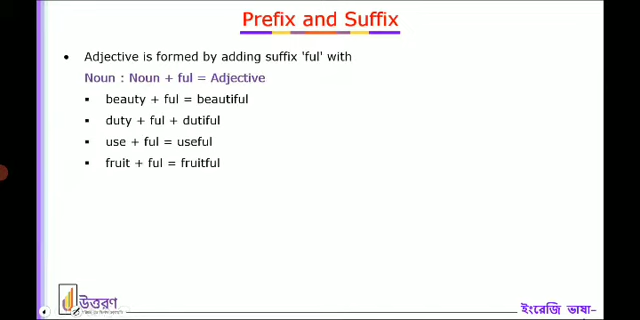 Prefix and Suffix
• Adjective is formed by adding suffix 'ful' with
Noun : Noun + ful = Adjective
▪ beauty + ful = beautiful
▪ duty + ful + dutiful
▪ use + ful = useful
▪ fruit + ful = fruitful
উত্তরণ
ইংরেজি ভাষা–